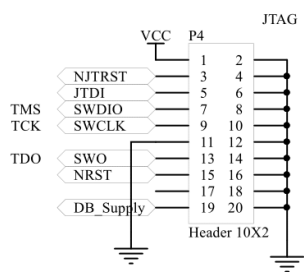 JTAG
VCC P4
1 2
NJTRST 3 4
JTDI 5 6
TMS SWDIO 7 8
TCK SWCLK 9 10
11 12
TDO SWO 13 14
NRST 15 16
17 18
DB_Supply 19 20
Header 10X2